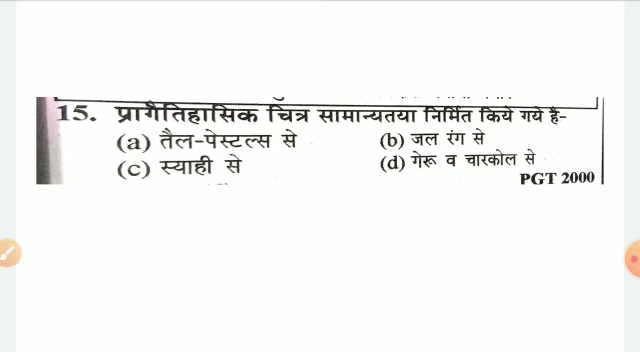 15. प्रागैतिहासिक चित्र सामान्यतया निर्मित किये गये है-
(a) तैल-पेस्टल्स से (b) जल रंग से
(c) स्याही से (d) गेरू व चारकोल से
PGT 2000